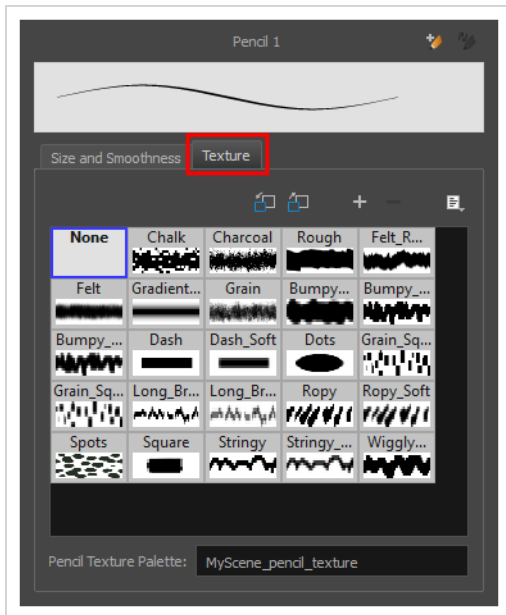 Pencil 1
Size and Smoothness Texture
None Chalk Charcoal Rough Felt_R...
Felt Gradient... Grain Bumpy... Bumpy_...
Bumpy_... Dash Dash_Soft Dots Grain_Sq...
Grain_Sq... Long_Br... Long_Br... Ropy Ropy_Soft
Spots Square Stringy Stringy_... Wiggly...
Pencil Texture Palette: MyScene_pencil_texture